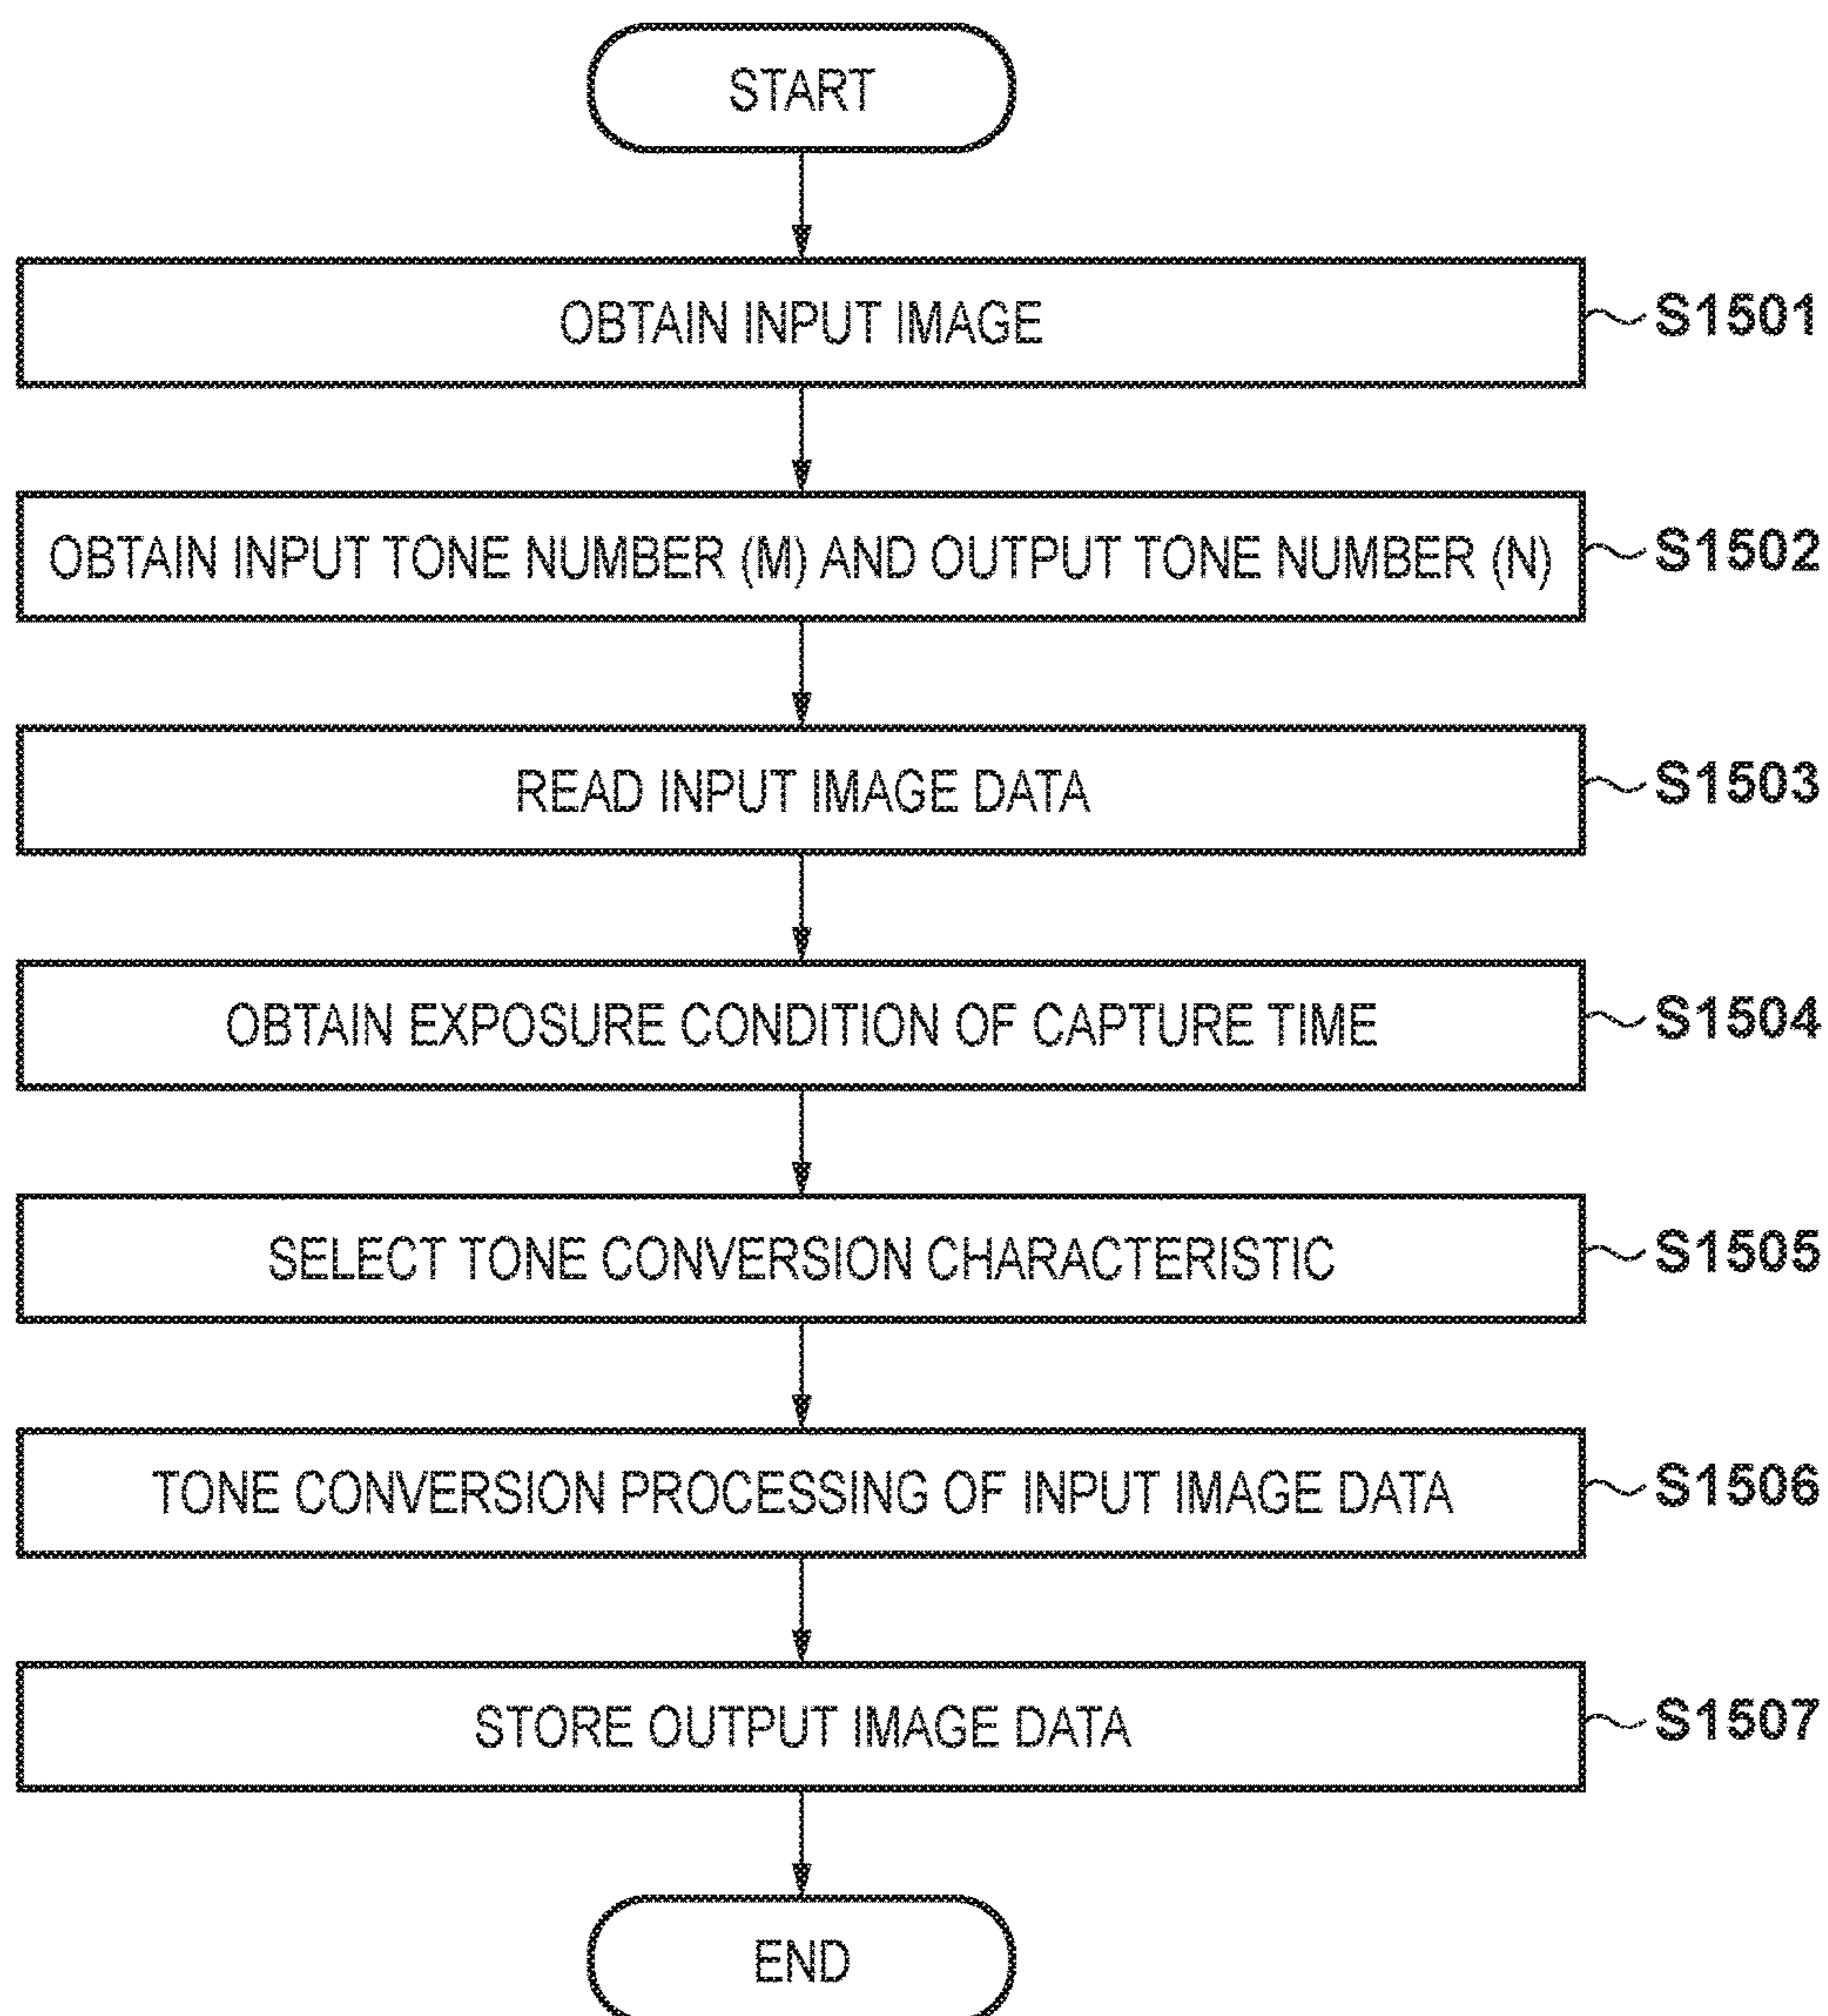 START
OBTAIN INPUT IMAGE
S1501
OBTAIN INPUT TONE NUMBER (M) AND OUTPUT TONE NUMBER (N)
S1502
READ INPUT IMAGE DATA
S1503
OBTAIN EXPOSURE CONDITION OF CAPTURE TIME
S1504
SELECT TONE CONVERSION CHARACTERISTIC
S1505
TONE CONVERSION PROCESSING OF INPUT IMAGE DATA
S1506
STORE OUTPUT IMAGE DATA
S1507
END